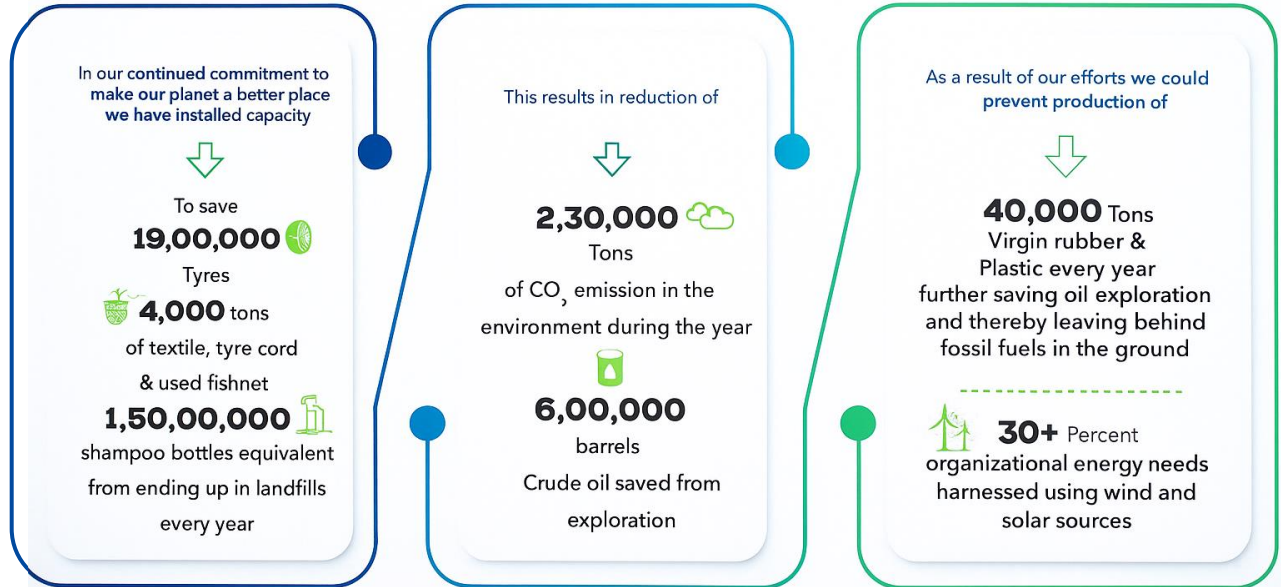 In our continued commitment to
make our planet a better place
we have installed capacity
To save
19,00,000
Tyres
4,000 tons
of textile, tyre cord
& used fishnet
1,50,00,000
shampoo bottles equivalent
from ending up in landfills
every year
This results in reduction of
2,30,000
Tons
of CO, emission in the
environment during the year
6,00,000
barrels
Crude oil saved from
exploration
As a result of our efforts we could
prevent production of
40,000 Tons
Virgin rubber &
Plastic every year
further saving oil exploration
and thereby leaving behind
fossil fuels in the ground
30+ Percent
organizational energy needs
harnessed using wind and
solar sources